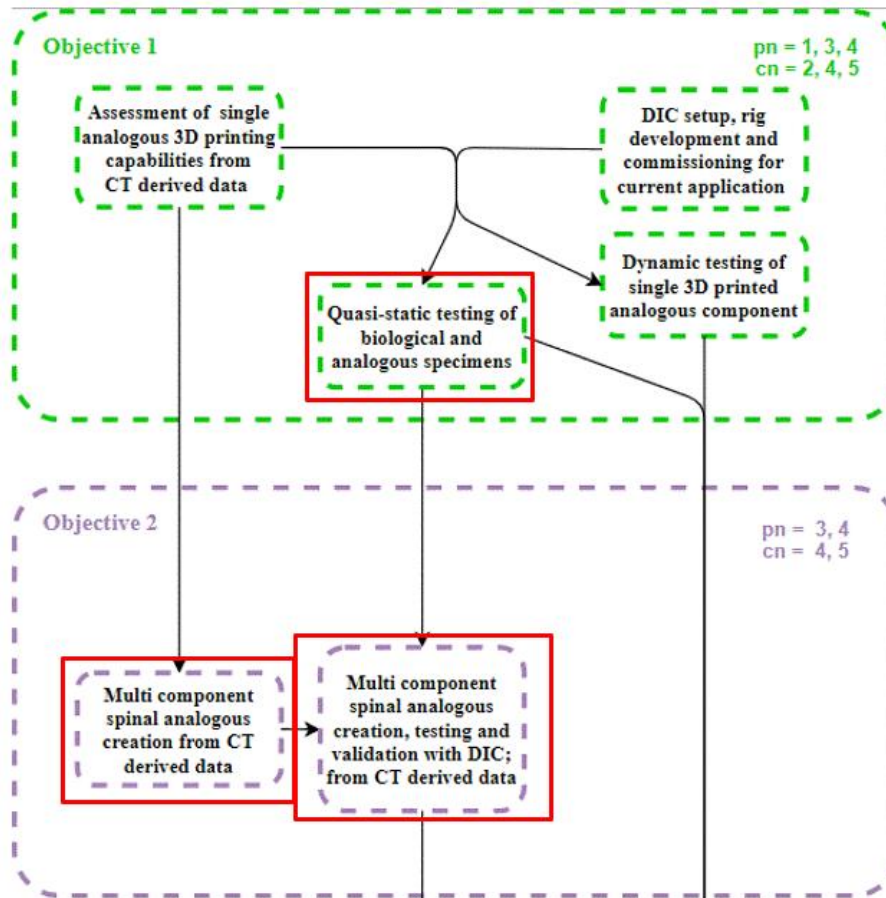 Objective 1
pn = 1, 3, 4
cn = 2, 4, 5
Assessment of single
analogous 3D printing
capabilities from
CT derived data
DIC setup, rig
development and
commissioning for
current application
Dynamic testing of
single 3D printed
analogous component
Quasi-static testing of
biological and
analogous specimens
Objective 2
pn = 3, 4
cn = 4, 5
Multi component
spinal analogous
creation from CT
derived data
Multi component
spinal analogous
creation, testing and
validation with DIC;
from CT derived data